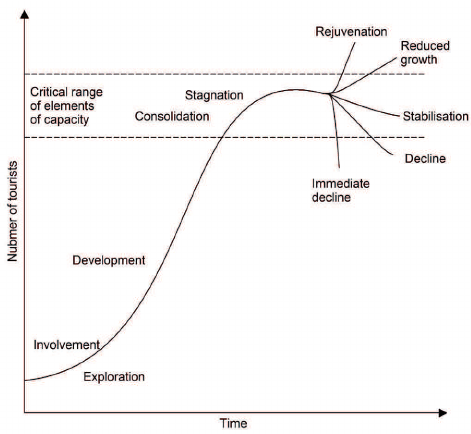 Rejuvenation
Reduced
growth
Critical range
of elements
of capacity
Stagnation
Consolidation
Stabilisation
Decline
Immediate
decline
Nubmer of tourists
Development
Involvement
Exploration
Time